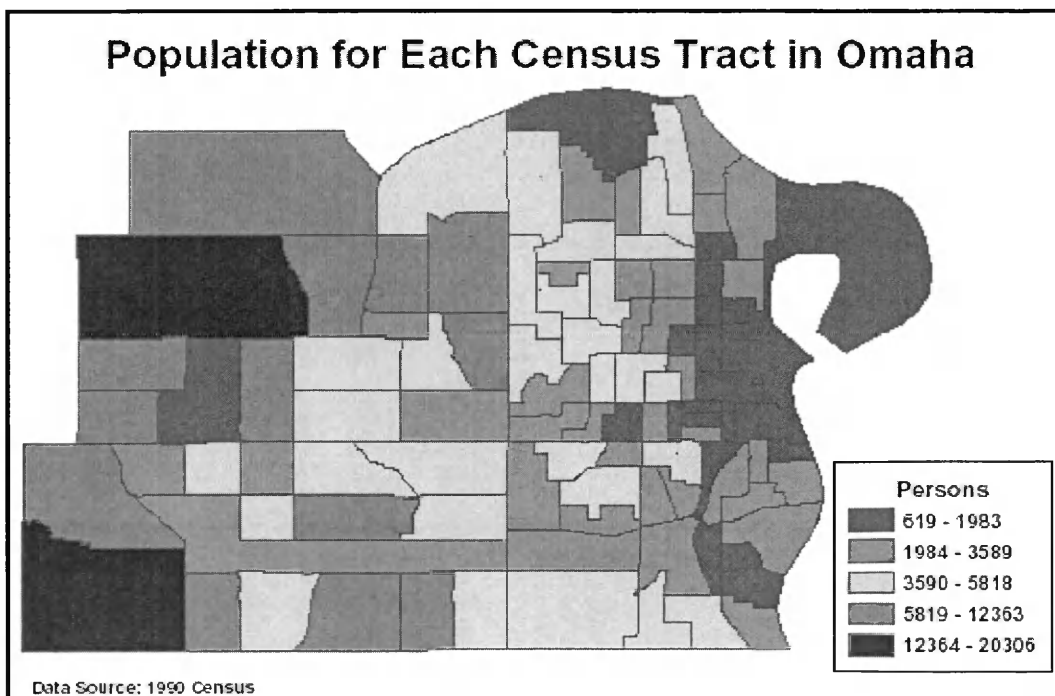 Population for Each Census Tract in Omaha
Persons
619 - 1983
1984 - 3589
3590 - 5818
5819 - 12363
12364 - 20306
Data Source: 1990 Census